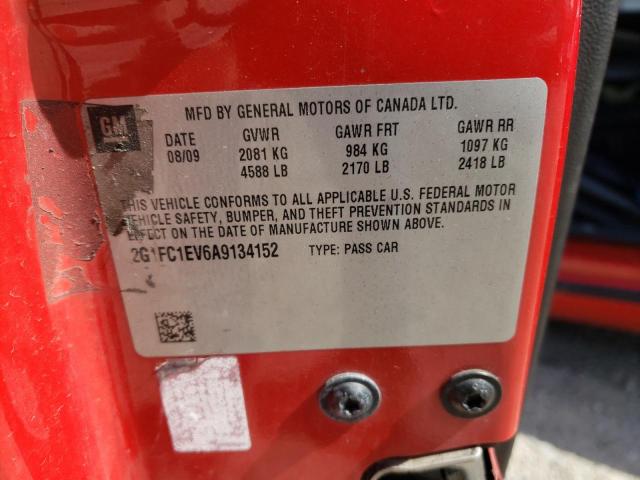 GM
MFD BY GENERAL MOTORS OF CANADA LTD.
DATE GVWR GAWR FRT GAWR RR
08/09 2081 KG 984 KG 1097 KG
4588 LB 2170 LB 2418 LB
THIS VEHICLE CONFORMS TO ALL APPLICABLE U.S. FEDERAL MOTOR
VEHICLE SAFETY, BUMPER, AND THEFT PREVENTION STANDARDS IN
EFFECT ON THE DATE OF MANUFACTURE SHOWN ABOVE.
2G1FC1EV6A9134152 TYPE: PASS CAR